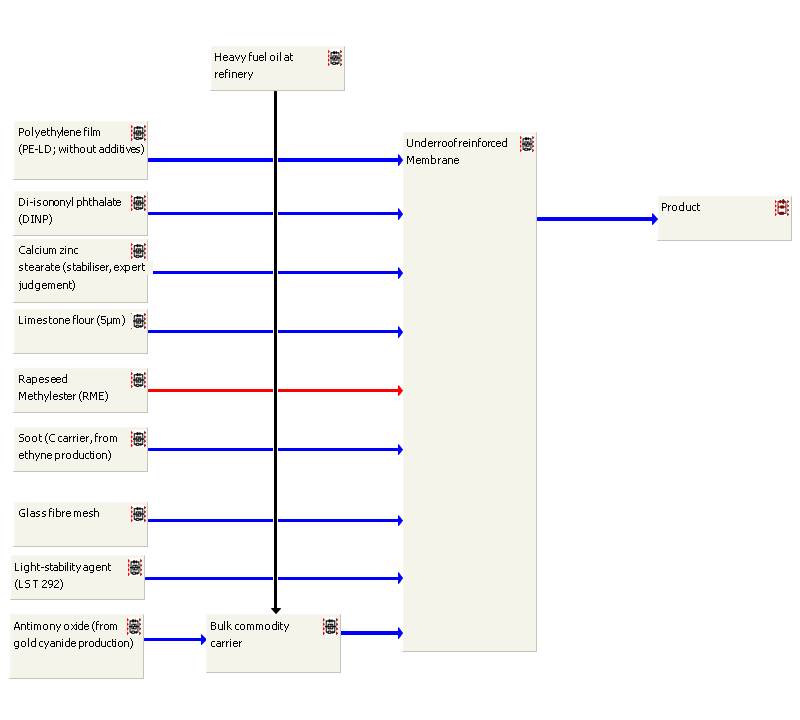 Heavy fuel oil at
refinery
Polyethylene film
(PE-LD; without additives)
Underroof reinforced
Membrane
Di-isononyl phthalate
(DINP)
Product
Calcium zinc
stearate (stabiliser, expert
judgement)
Limestone flour (5µm)
Rapeseed
Methylester (RME)
Soot (C carrier, from
ethyne production)
Glass fibre mesh
Light-stability agent
(LST 292)
Antimony oxide (from
gold cyanide production)
Bulk commodity
carrier